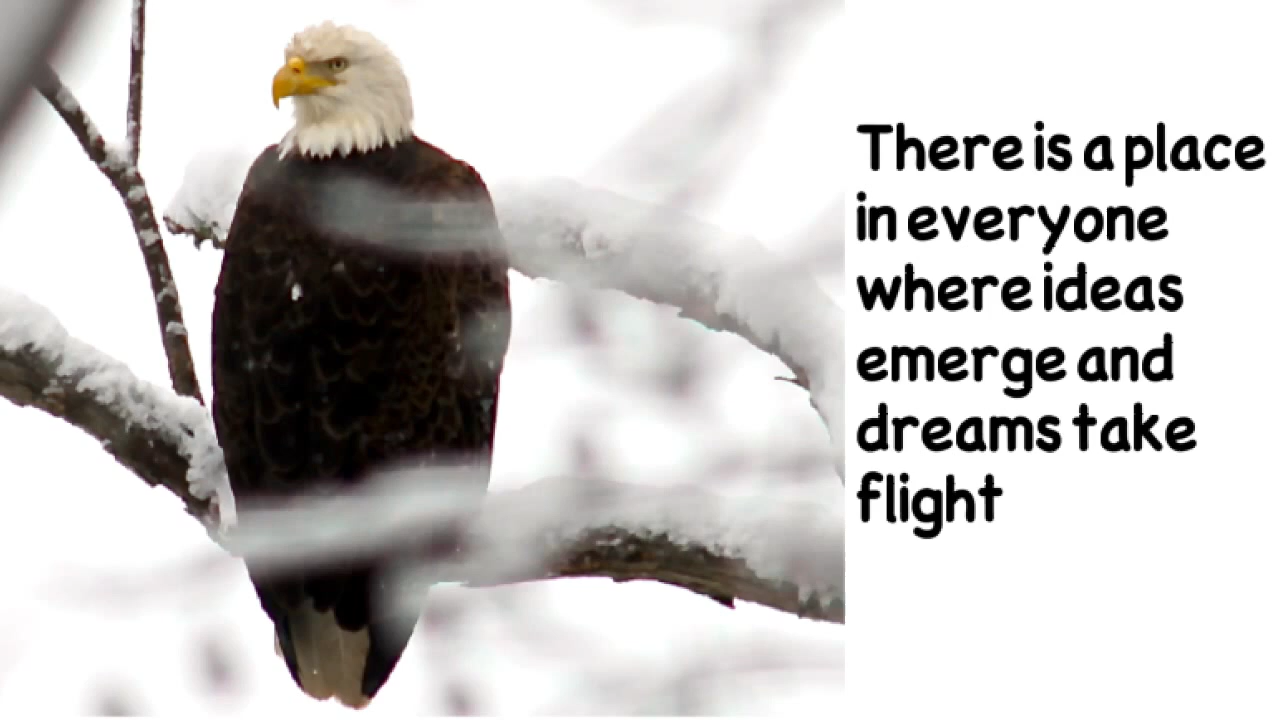 There is a place
in everyone
where ideas
emerge and
dreams take
flight